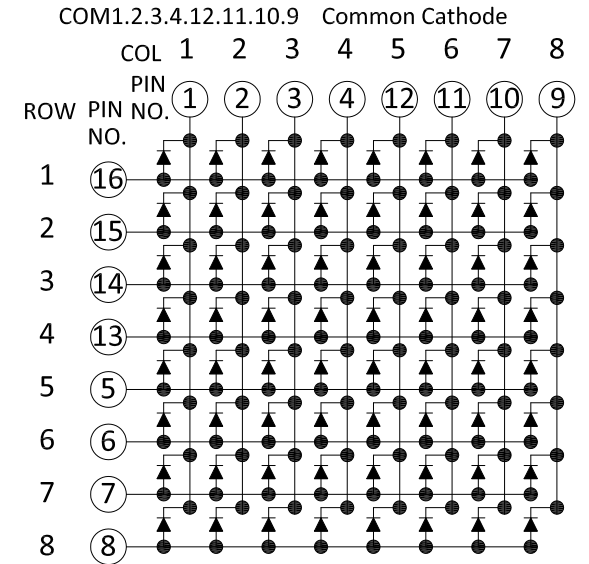 COM1.2.3.4.12.11.10.9 Common Cathode
COL 1 2 3 4 5 6 7 8
PIN NO. 1 2 3 4 12 11 10 9
ROW PIN NO.
1 16
2 15
3 14
4 13
5 5
6 6
7 7
8 8